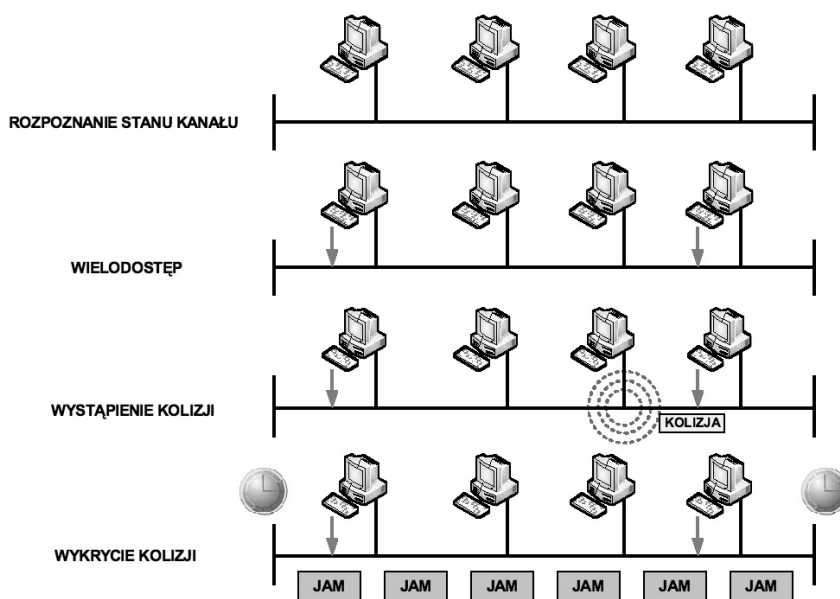 ROZPOZNANIE STANU KANAŁU
WIELODOSTĘP
WYSTĄPIENIE KOLIZJI
KOLIZJA
WYKRYCIE KOLIZJI
JAM JAM JAM JAM JAM JAM